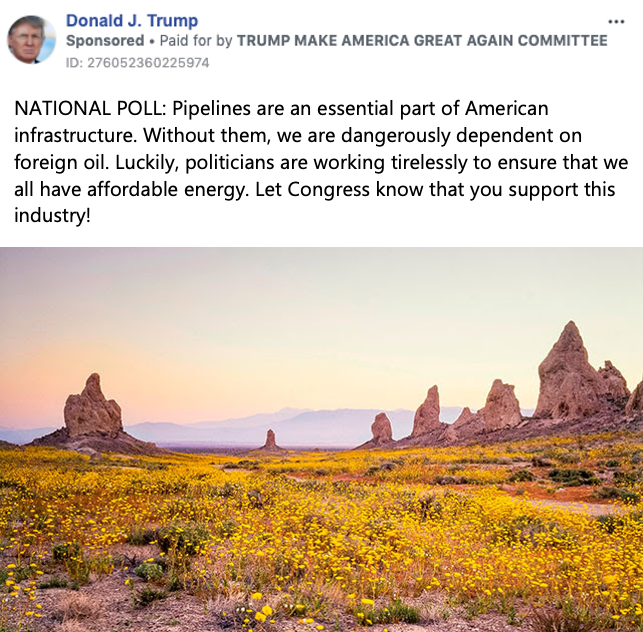 Donald J. Trump
Sponsored • Paid for by TRUMP MAKE AMERICA GREAT AGAIN COMMITTEE
ID: 276052360225974
NATIONAL POLL: Pipelines are an essential part of American
infrastructure. Without them, we are dangerously dependent on
foreign oil. Luckily, politicians are working tirelessly to ensure that we
all have affordable energy. Let Congress know that you support this
industry!